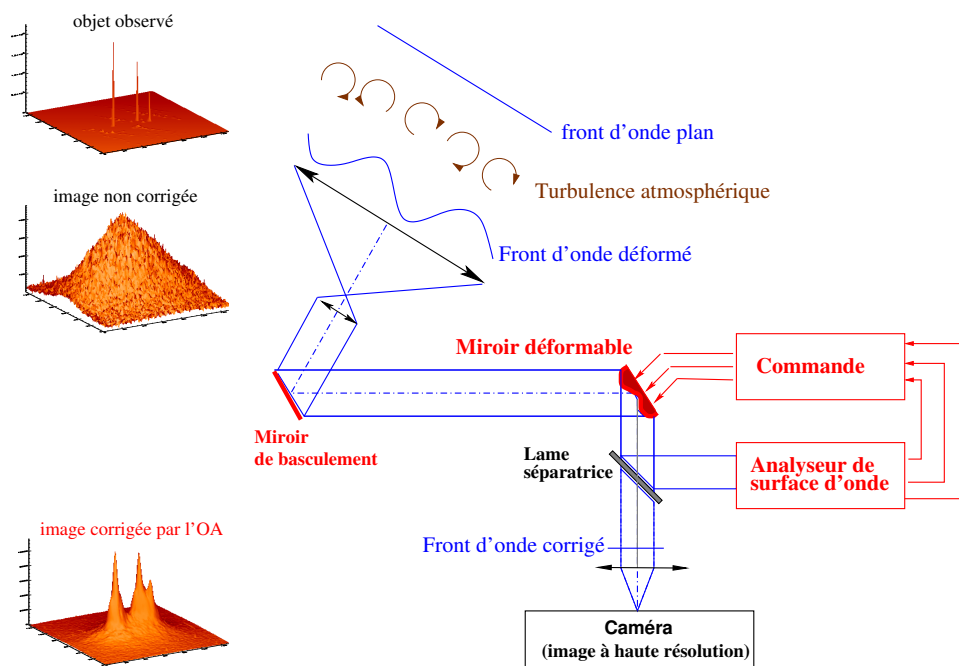 objet observé
front d'onde plan
Turbulence atmosphérique
image non corrigée
Front d'onde déformé
Miroir déformable
Commande
Miroir
de basculement
Lame
séparatrice
Analyseur de
surface d'onde
image corrigée par l'OA
Front d'onde corrigé
Caméra
(image à haute résolution)